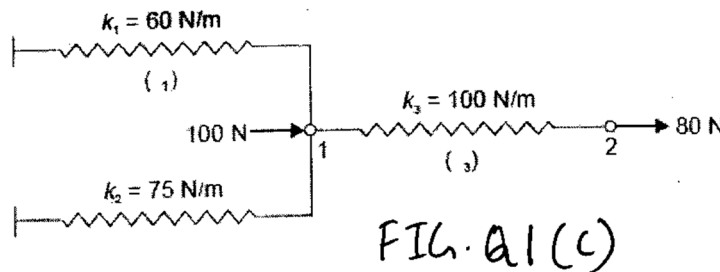 k₁ = 60 N/m
( ₁)
k₃ = 100 N/m
100 N
1
2
80 N
( ₃)
k₂ = 75 N/m
FIG. Q1 (C)